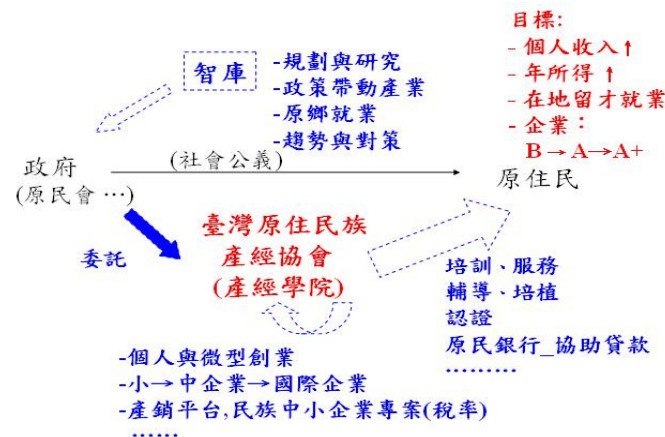 智庫
-規劃與研究
-政策帶動產業
-原鄉就業
-趨勢與對策
目標:
- 個人收入↑
- 年所得 ↑
- 在地留才就業
- 企業：
B→A→A+
政府
(原民會…)
(社會公義)
原住民
委託
臺灣原住民族
產經協會
(產經學院)
培訓、服務
輔導、培植
認證
原民銀行_協助貸款
………
-個人與微型創業
-小→中企業→國際企業
-產銷平台,民族中小企業專案(稅率)
……